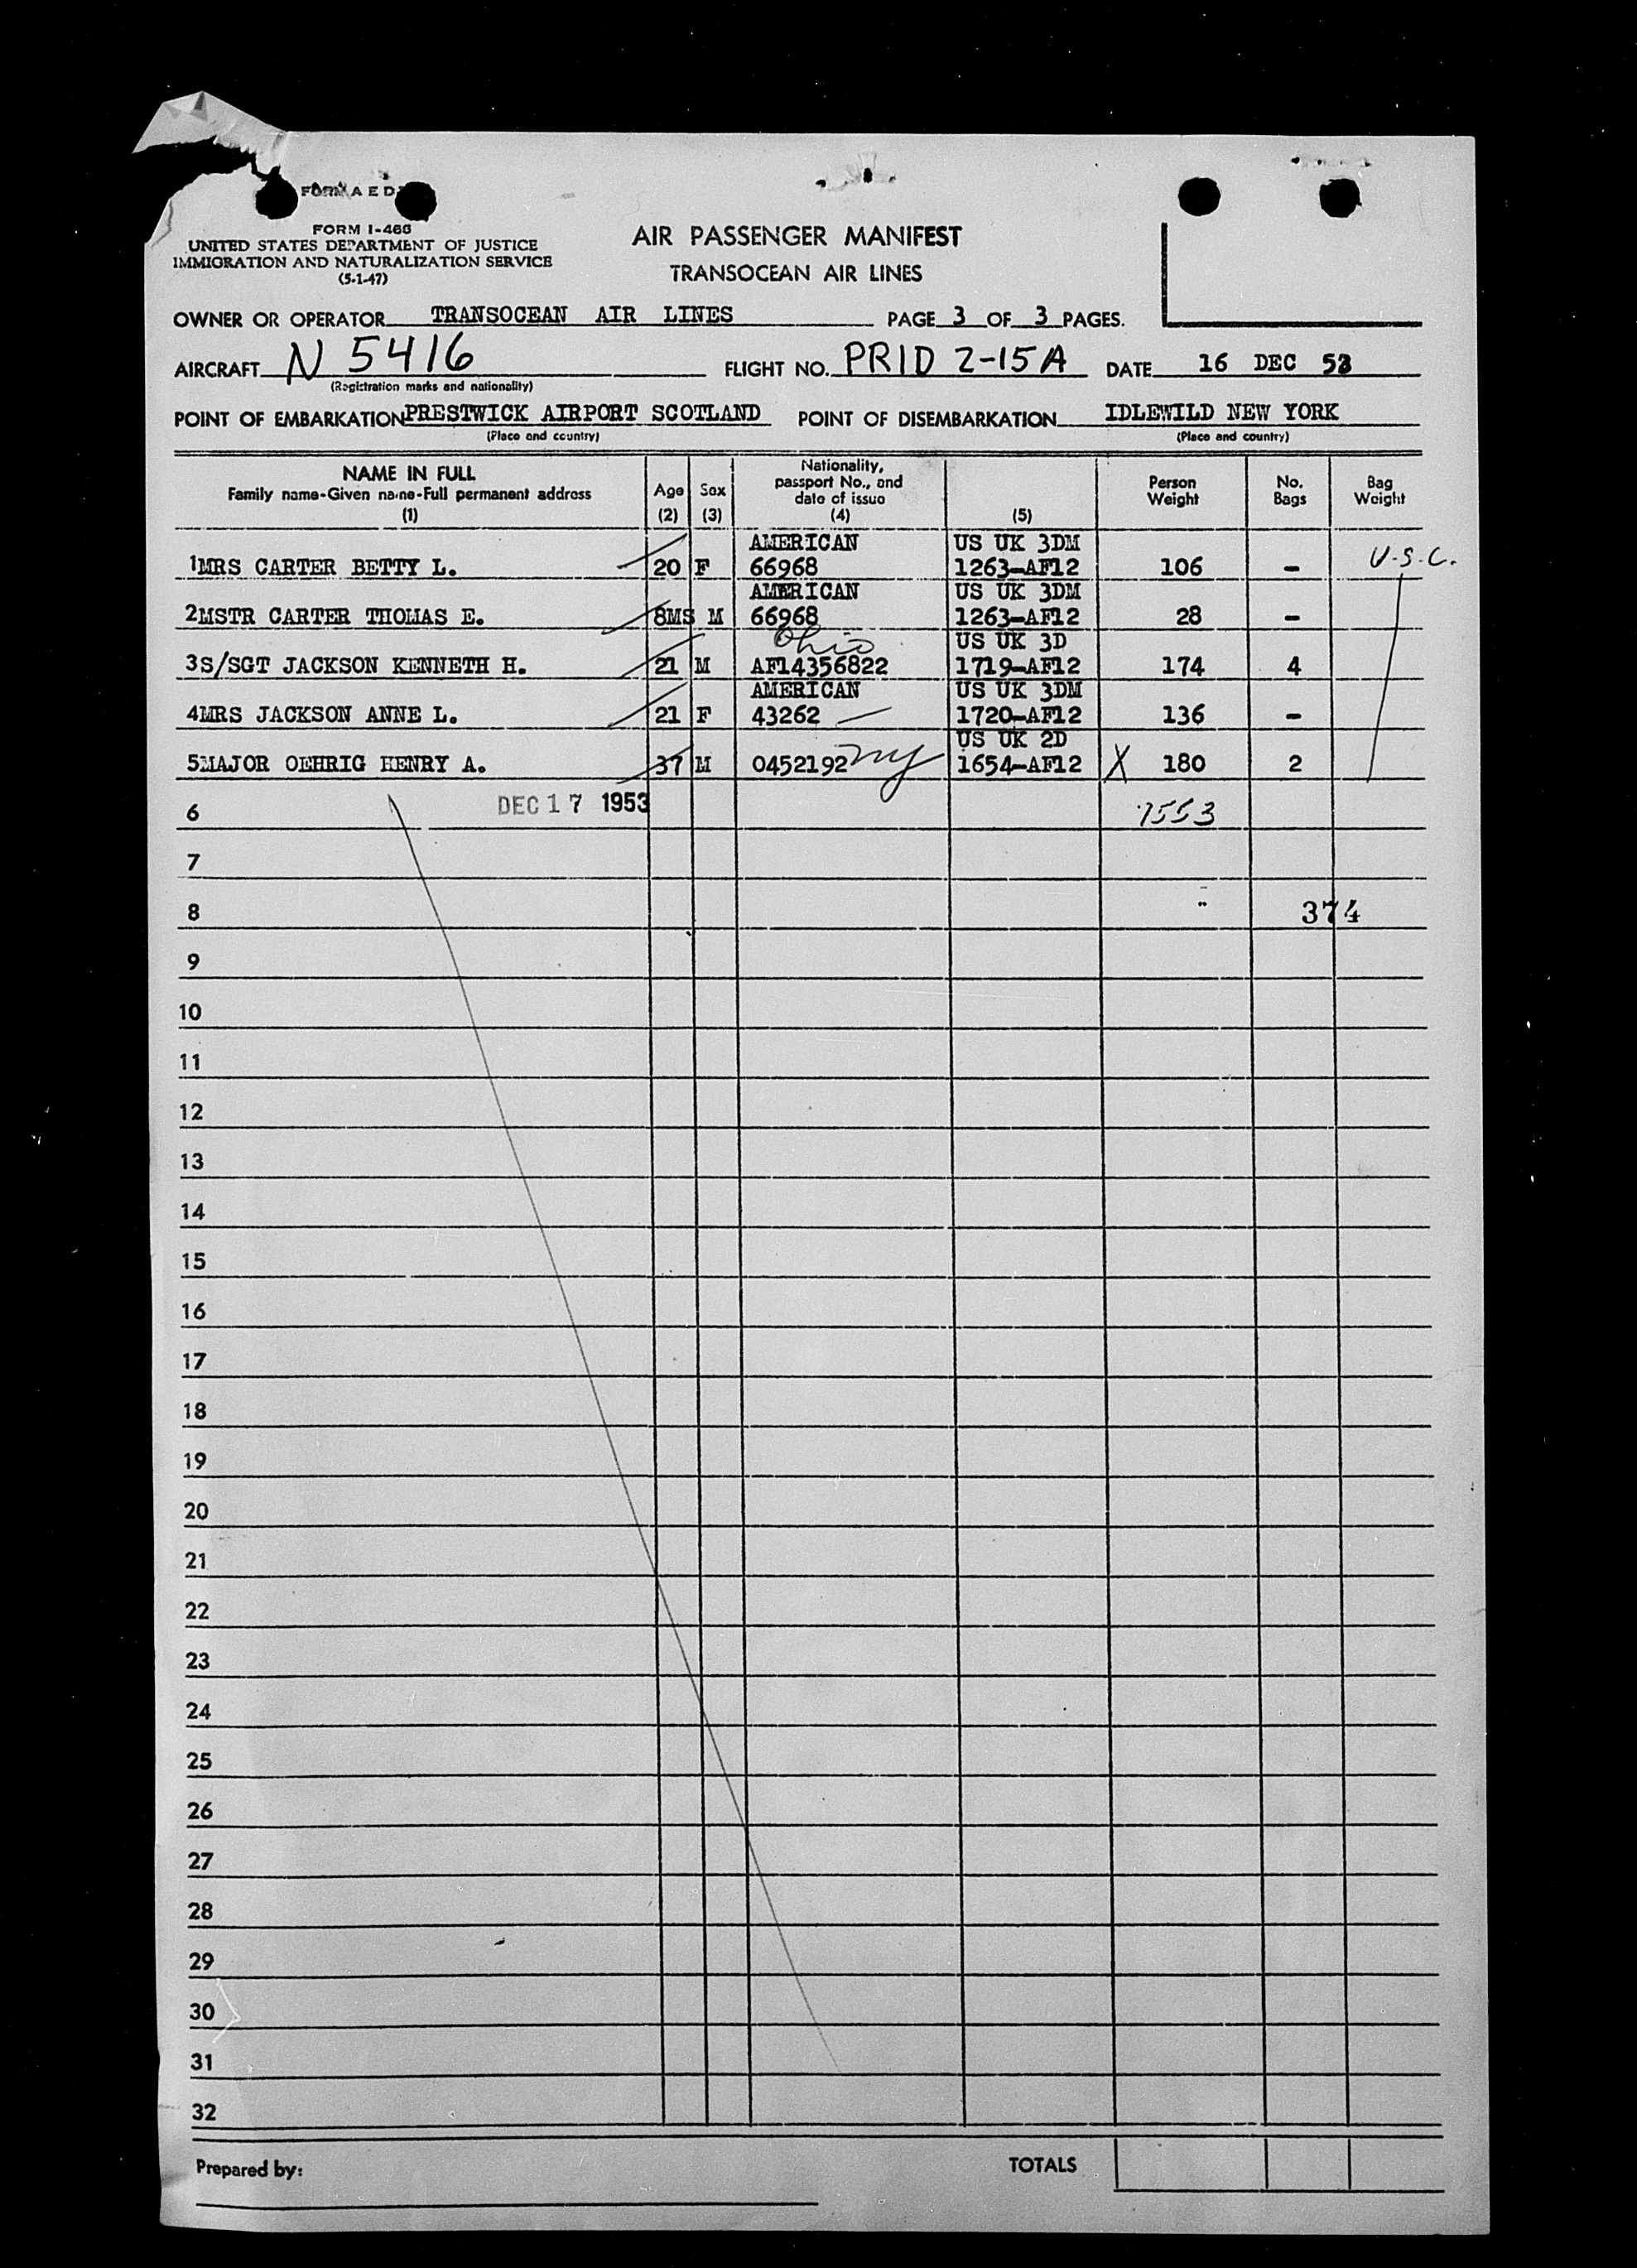 FORM A E D
FORM I-466
UNITED STATES DEPARTMENT OF JUSTICE
IMMIGRATION AND NATURALIZATION SERVICE
(5-1-47)
AIR PASSENGER MANIFEST
TRANSOCEAN AIR LINES
OWNER OR OPERATOR TRANSOCEAN AIR LINES PAGE 3 OF 3 PAGES.
AIRCRAFT N 5416 FLIGHT NO. PRID 2-15A DATE 16 DEC 53
(Registration marks and nationality)
POINT OF EMBARKATION PRESTWICK AIRPORT SCOTLAND POINT OF DISEMBARKATION IDLEWILD NEW YORK
(Place and country) (Place and country)
NAME IN FULL
Family name-Given name-Full permanent address
(1)
Age
(2)
Sex
(3)
Nationality,
passport No., and
date of issue
(4)
(5)
Person
Weight
No.
Bags
Bag
Weight
AMERICAN US UK 3DM
1 MRS CARTER BETTY L. 20 F 66968 1263-AF12 106 - U.S.C.
AMERICAN US UK 3DM
2 MSTR CARTER THOMAS E. 8MS M 66968 1263-AF12 28 -
Ohio US UK 3D
3 S/SGT JACKSON KENNETH H. 21 M AF14356822 1719-AF12 174 4
AMERICAN US UK 3DM
4 MRS JACKSON ANNE L. 21 F 43262 1720-AF12 136 -
US UK 2D
5 MAJOR OEHRIG HENRY A. 37 M 0452192 ny 1654-AF12 X 180 2
6 DEC 17 1953 7553
7
8 374
9
10
11
12
13
14
15
16
17
18
19
20
21
22
23
24
25
26
27
28
29
30
31
32
Prepared by: TOTALS